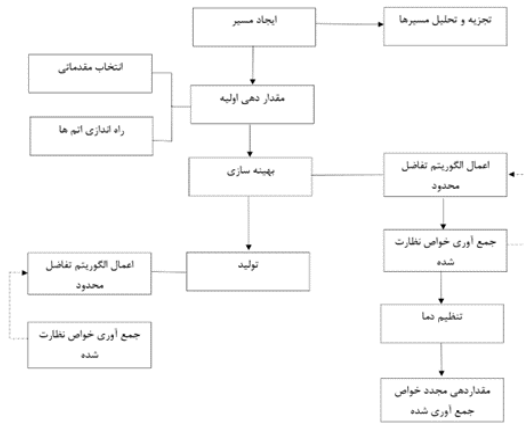 ایجاد مسیر
تجزیه و تحلیل مسیرها
انتخاب مقدماتی
مقدار دهی اولیه
راه اندازی اتم ها
بهینه سازی
اعمال الگوریتم تفاضل
محدود
جمع آوری خواص نظارت
شده
تولید
اعمال الگوریتم تفاضل
محدود
تنظیم دما
جمع آوری خواص نظارت
شده
مقداردهی مجدد خواص
جمع آوری شده